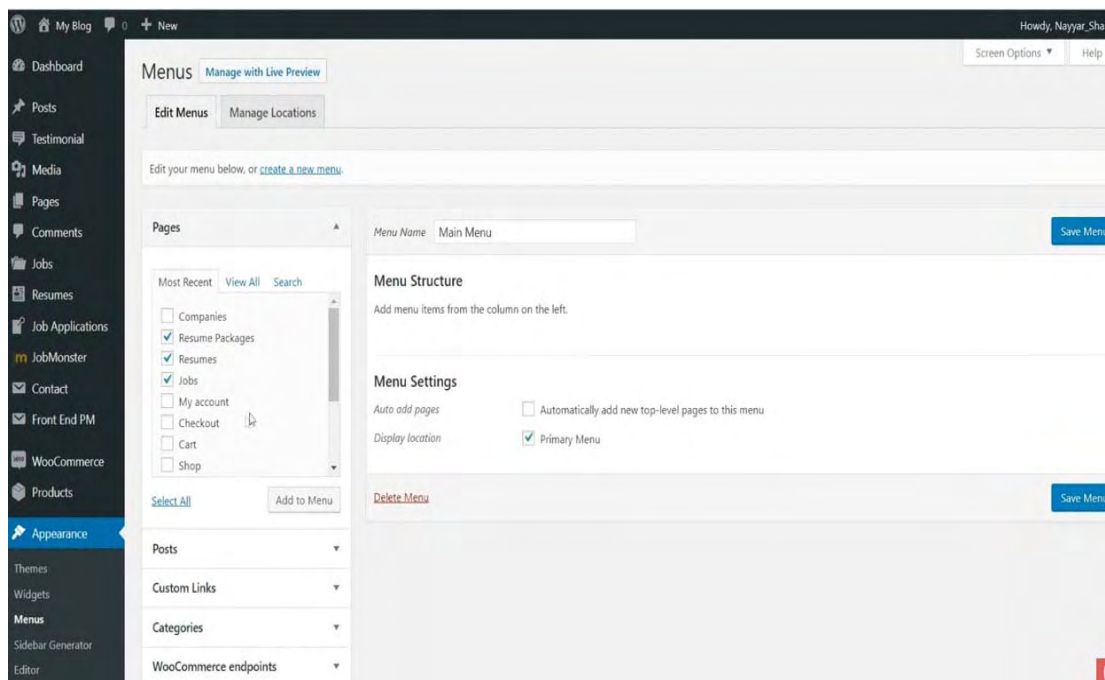 My Blog 0 + New
Howdy, Nayyar_Sha
Screen Options ▼ Help
Dashboard
Posts
Testimonial
Media
Pages
Comments
Jobs
Resumes
Job Applications
JobMonster
Contact
Front End PM
WooCommerce
Products
Appearance
Themes
Widgets
Menus
Sidebar Generator
Editor
Menus Manage with Live Preview
Edit Menus Manage Locations
Edit your menu below, or create a new menu.
Pages
Most Recent View All Search
Companies
Resume Packages
Resumes
Jobs
My account
Checkout
Cart
Shop
Select All Add to Menu
Posts
Custom Links
Categories
WooCommerce endpoints
Menu Name Main Menu
Save Menu
Menu Structure
Add menu items from the column on the left.
Menu Settings
Auto add pages Automatically add new top-level pages to this menu
Display location Primary Menu
Delete Menu
Save Menu